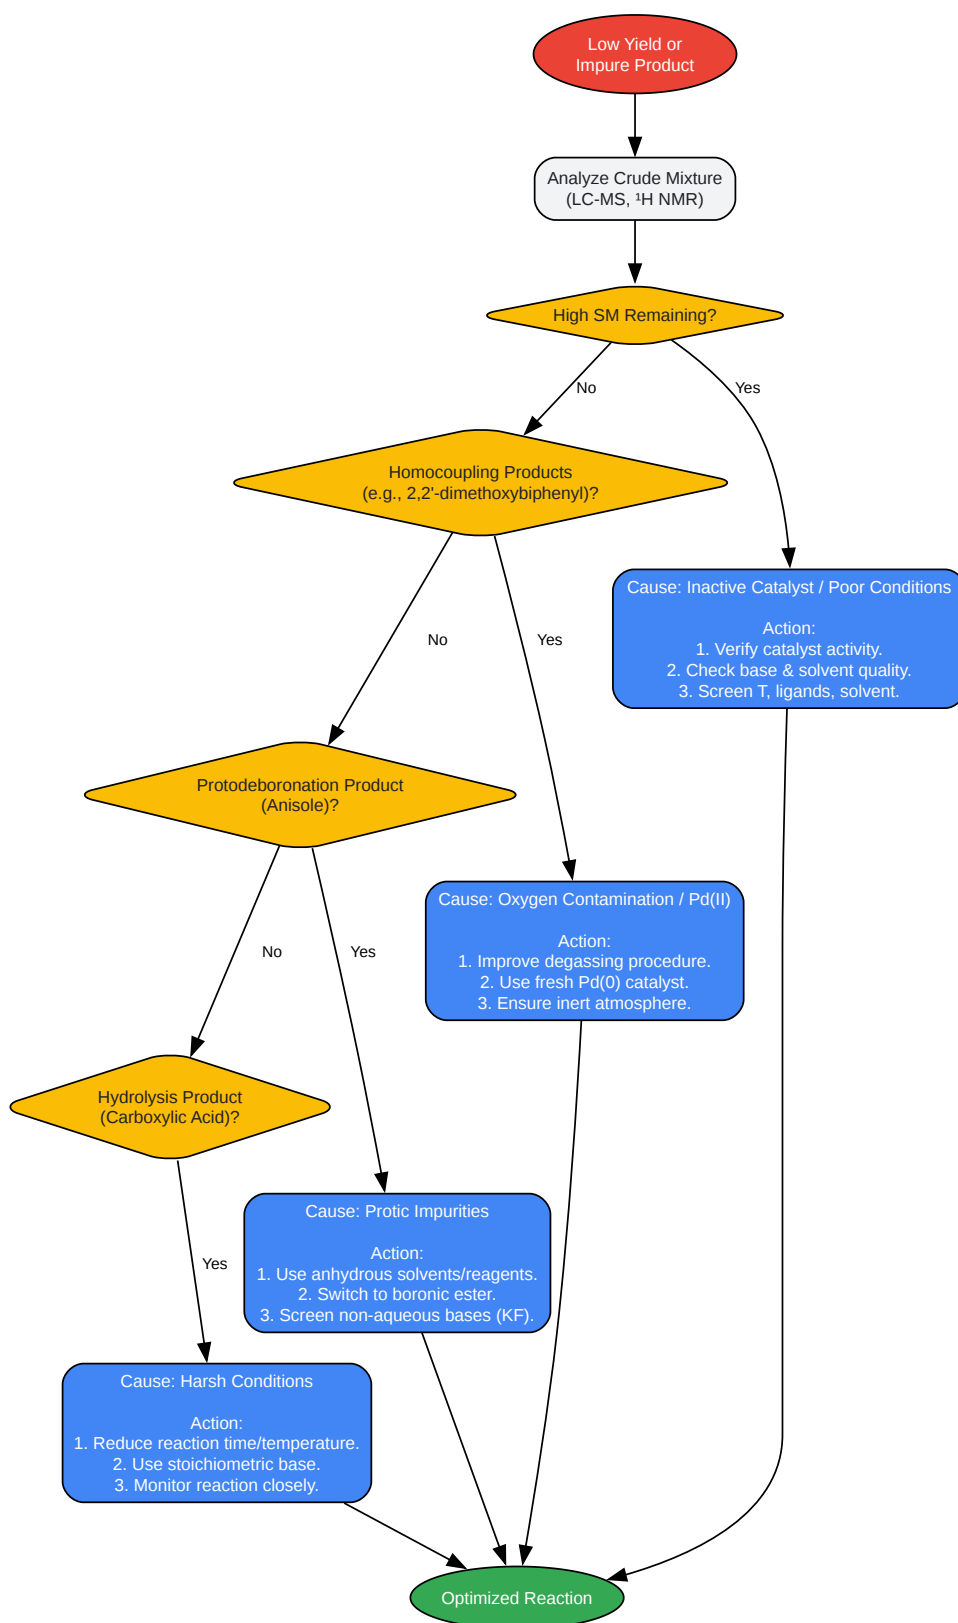 Low Yield or
Impure Product
Analyze Crude Mixture
(LC-MS, ¹H NMR)
High SM Remaining?
No
Yes
Homocoupling Products
(e.g., 2,2'-dimethoxybiphenyl)?
Cause: Inactive Catalyst / Poor Conditions
Action:
1. Verify catalyst activity.
2. Check base & solvent quality.
3. Screen T, ligands, solvent.
No
Yes
Protodeboronation Product
(Anisole)?
Cause: Oxygen Contamination / Pd(II)
Action:
1. Improve degassing procedure.
2. Use fresh Pd(0) catalyst.
3. Ensure inert atmosphere.
No
Yes
Hydrolysis Product
(Carboxylic Acid)?
Cause: Protic Impurities
Action:
1. Use anhydrous solvents/reagents.
2. Switch to boronic ester.
3. Screen non-aqueous bases (KF).
Yes
Cause: Harsh Conditions
Action:
1. Reduce reaction time/temperature.
2. Use stoichiometric base.
3. Monitor reaction closely.
Optimized Reaction